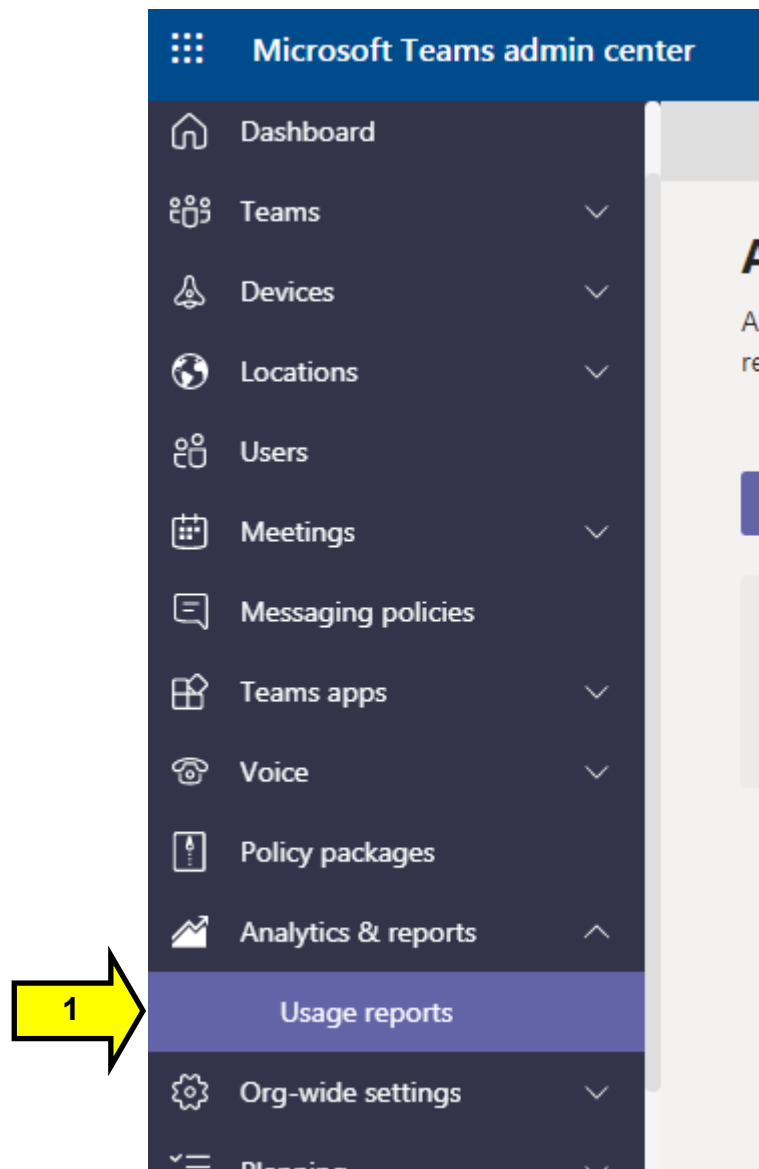 Microsoft Teams admin center
Dashboard
Teams
Devices
Locations
Users
Meetings
Messaging policies
Teams apps
Voice
Policy packages
Analytics & reports
1
Usage reports
Org-wide settings
Planning